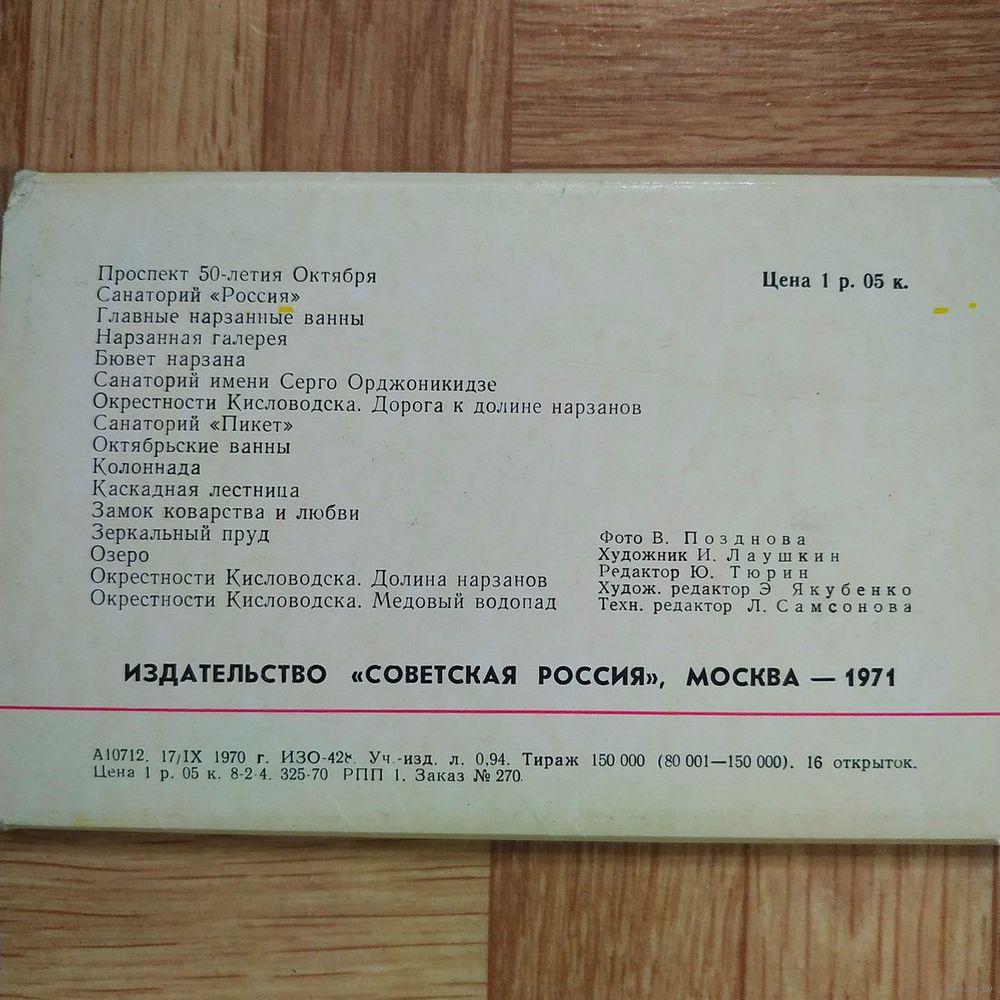 Проспект 50-летия Октября
Санаторий «Россия»
Главные нарзанные ванны
Нарзанная галерея
Бювет нарзана
Санаторий имени Серго Орджоникидзе
Окрестности Кисловодска. Дорога к долине нарзанов
Санаторий «Пикет»
Октябрьские ванны
Колоннада
Каскадная лестница
Замок коварства и любви
Зеркальный пруд
Озеро
Окрестности Кисловодска. Долина нарзанов
Окрестности Кисловодска. Медовый водопад
Цена 1 р. 05 к.
Фото В. Позднова
Художник И. Лаушкин
Редактор Ю. Тюрин
Худож. редактор Э Якубенко
Техн. редактор Л. Самсонова
ИЗДАТЕЛЬСТВО «СОВЕТСКАЯ РОССИЯ», МОСКВА — 1971
А10712. 17/IX 1970 г. ИЗО-428. Уч.-изд. л. 0,94. Тираж 150 000 (80 001—150 000). 16 открыток.
Цена 1 р. 05 к. 8-2-4. 325-70 РПП 1. Заказ № 270.